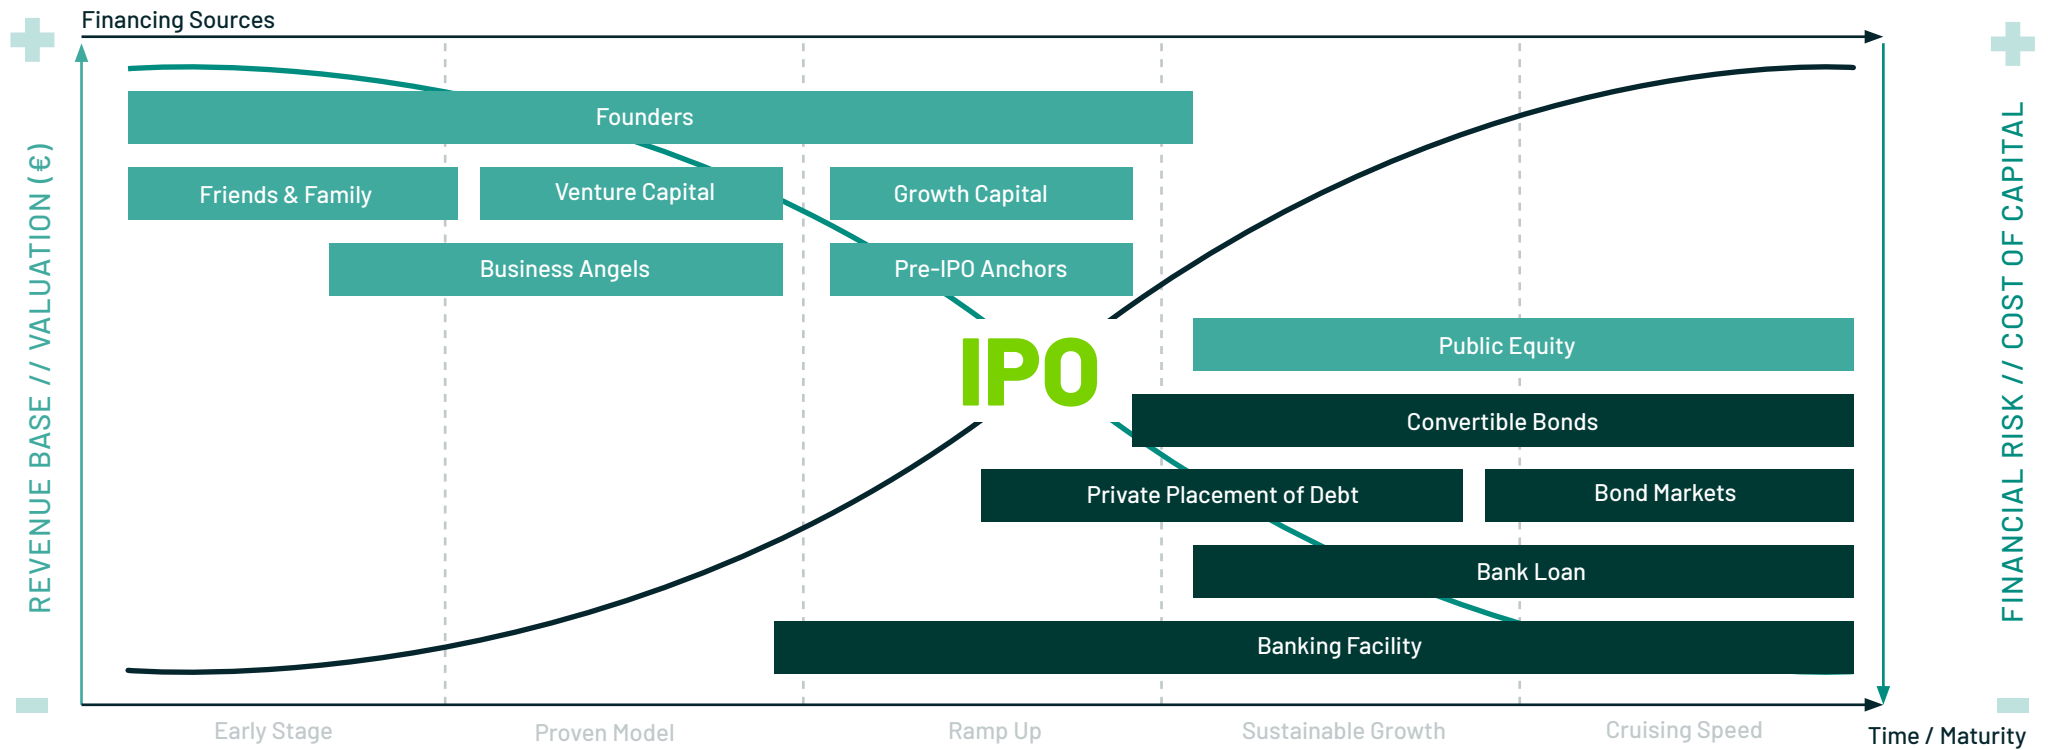 Financing Sources
REVENUE BASE // VALUATION (€)
Founders
Friends & Family
Venture Capital
Growth Capital
Business Angels
Pre-IPO Anchors
IPO
Public Equity
Convertible Bonds
Private Placement of Debt
Bond Markets
Bank Loan
Banking Facility
FINANCIAL RISK // COST OF CAPITAL
Early Stage
Proven Model
Ramp Up
Sustainable Growth
Cruising Speed
Time / Maturity